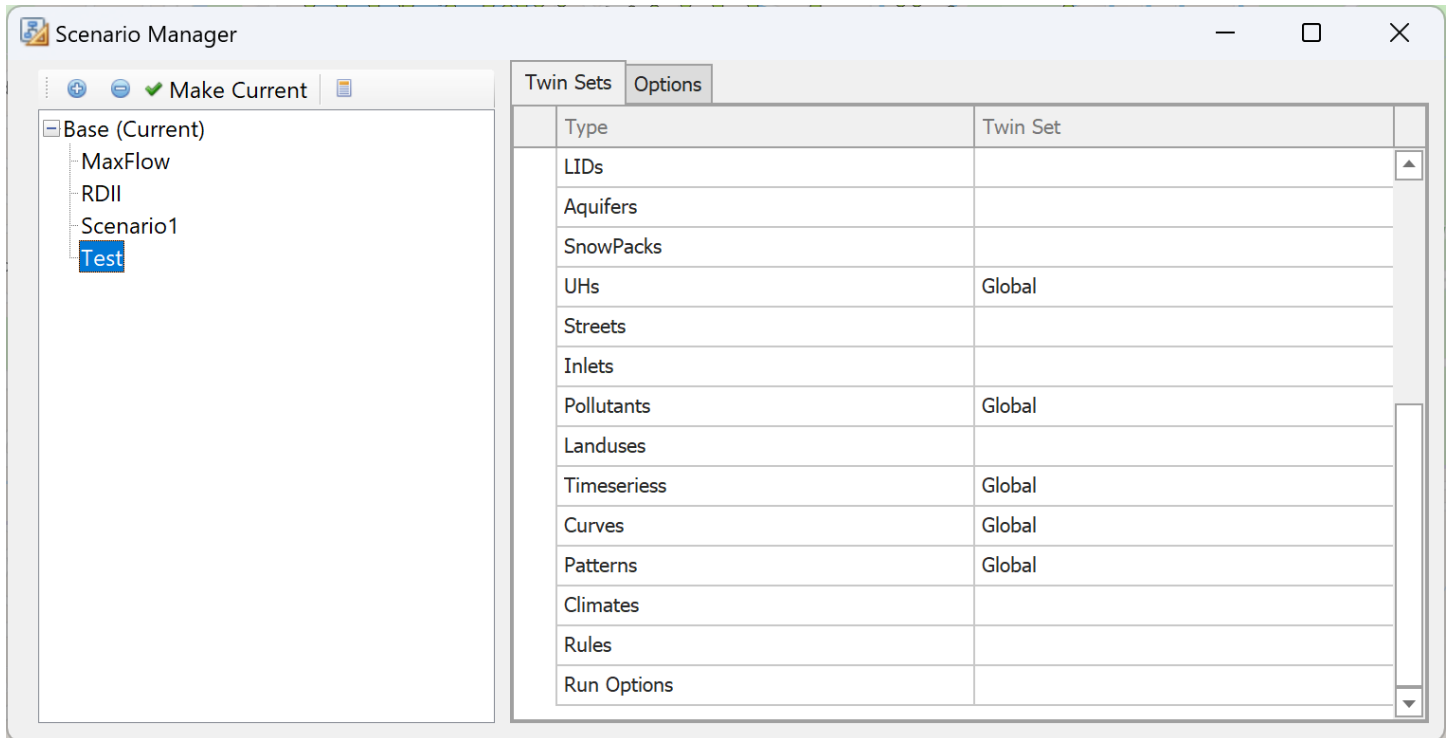 Scenario Manager
Make Current
Base (Current)
MaxFlow
RDII
Scenario1
Test
Twin Sets Options
Type Twin Set
LIDs
Aquifers
SnowPacks
UHs Global
Streets
Inlets
Pollutants Global
Landuses
Timeseriess Global
Curves Global
Patterns Global
Climates
Rules
Run Options